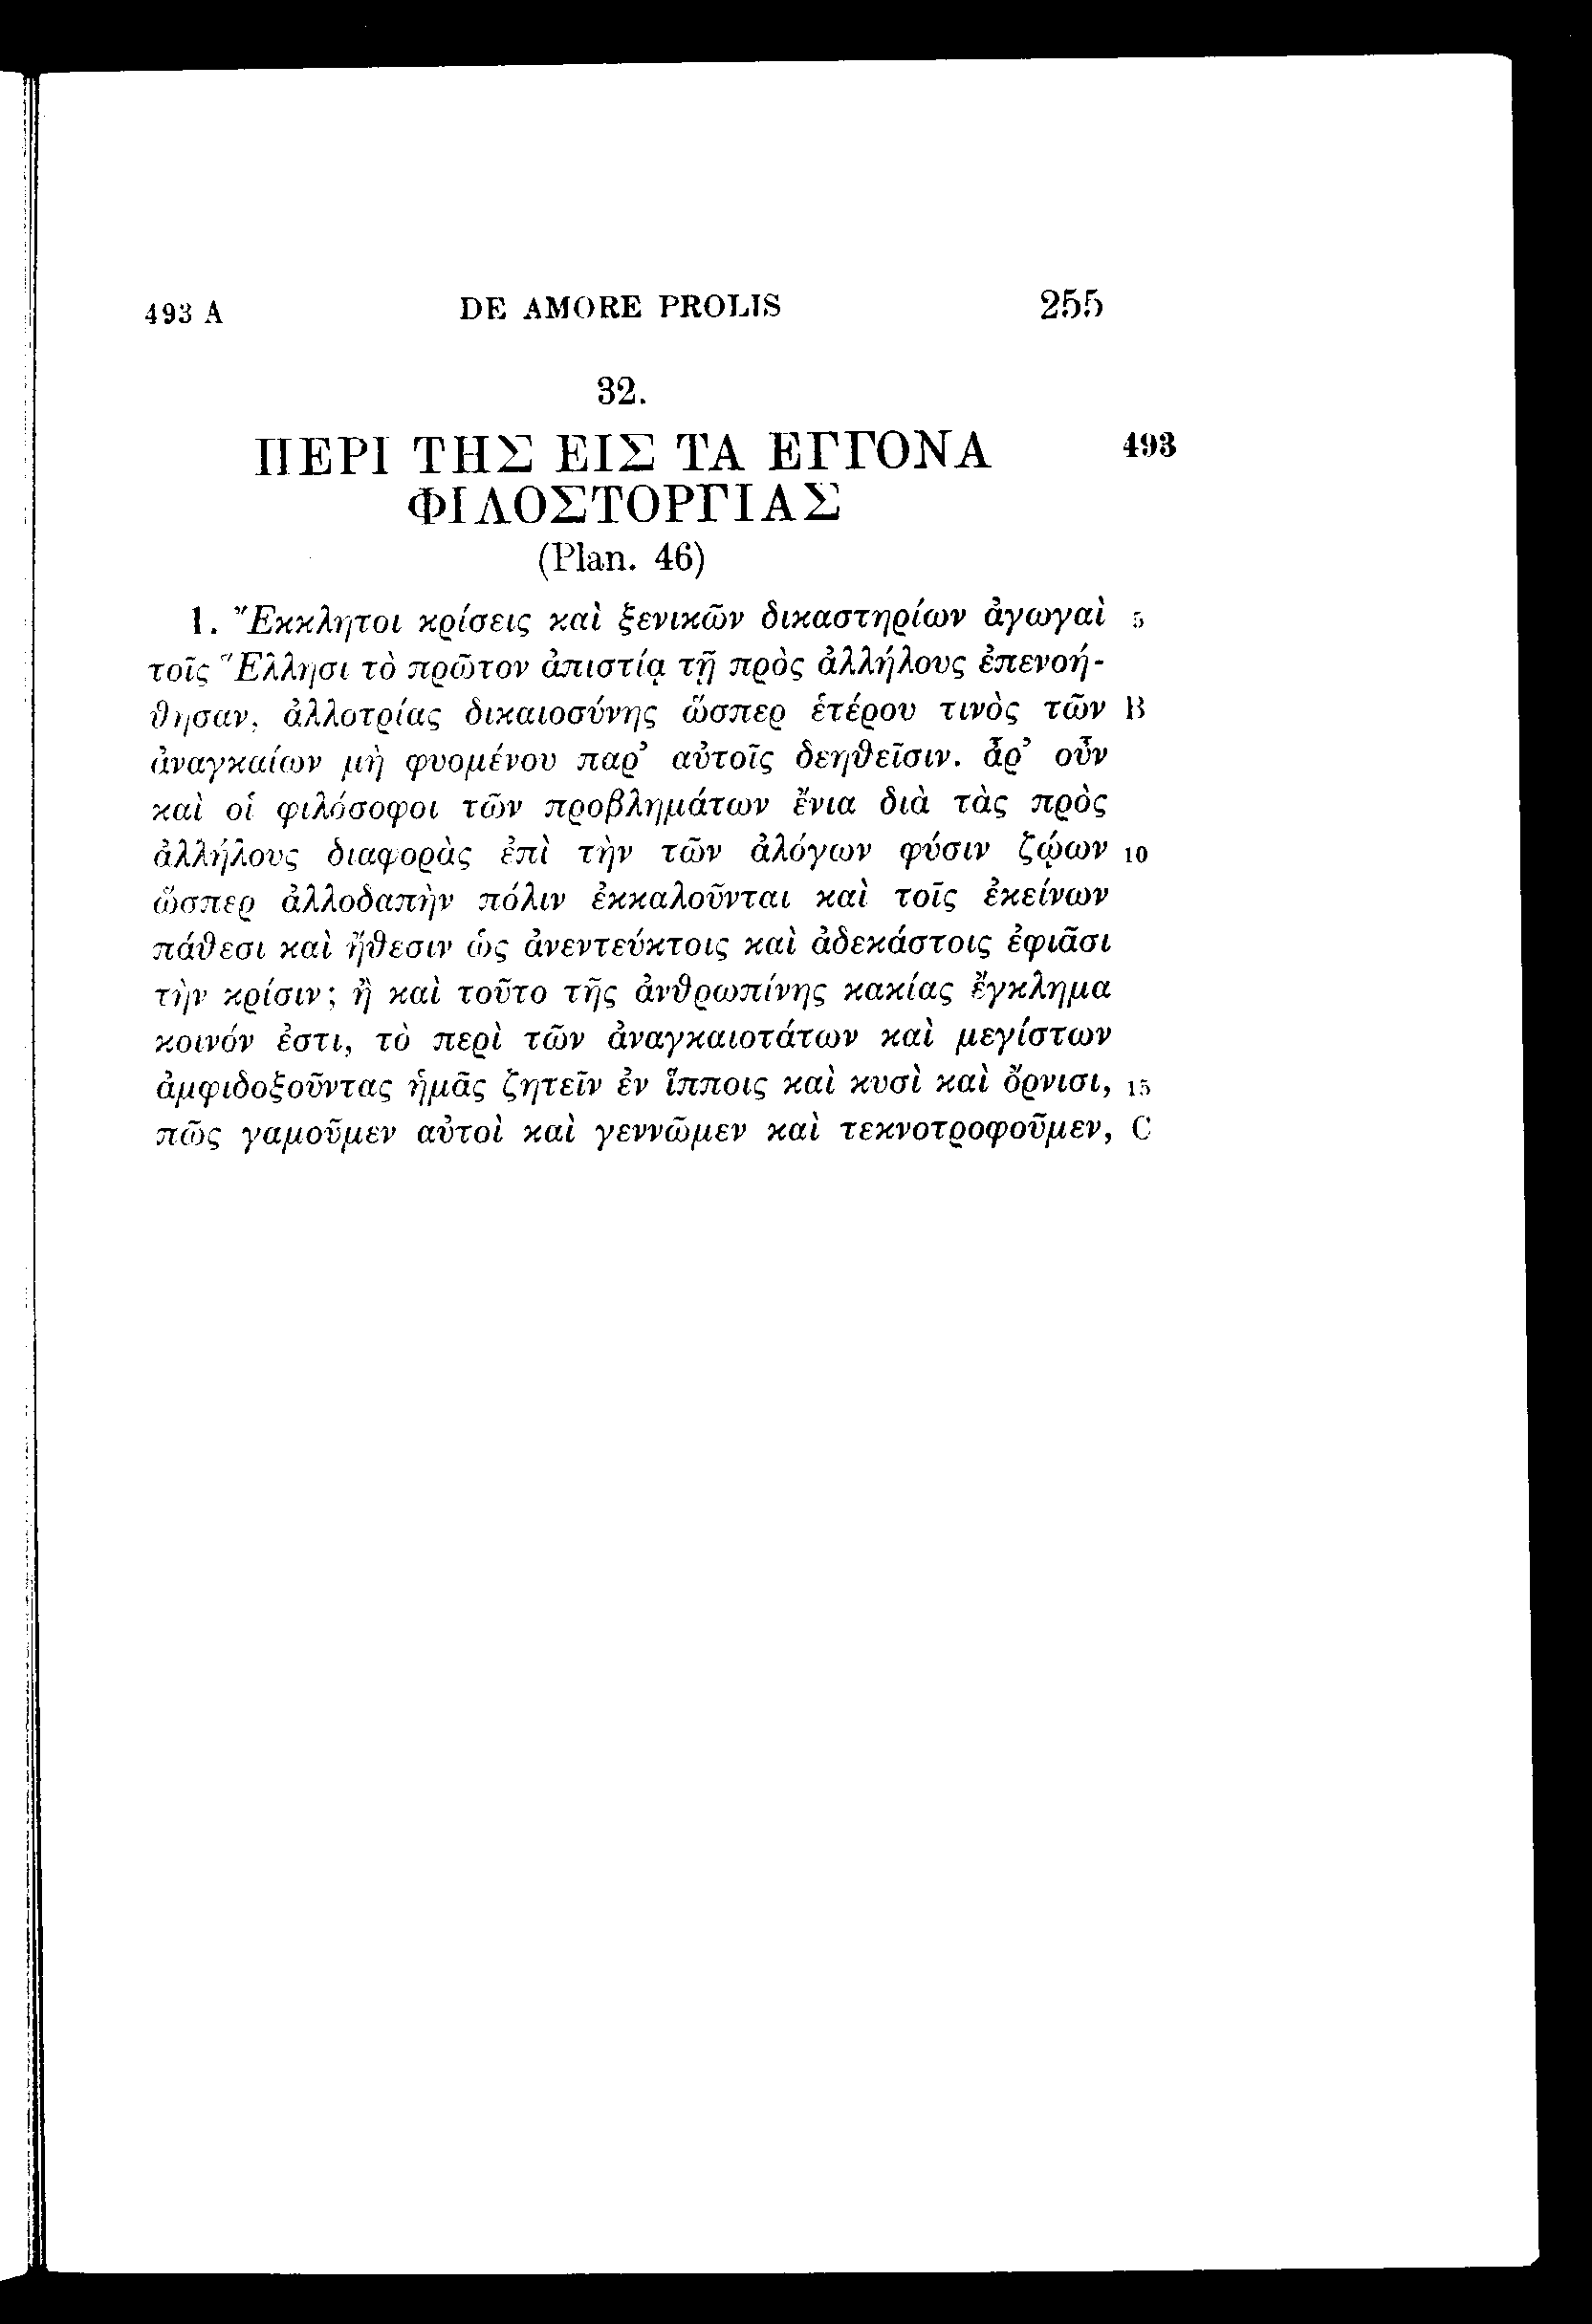 493 A DE AMORE PROLIS 255
32.
ΠΕΡΙ ΤΗΣ ΕΙΣ ΤΑ ΕΓΓΟΝΑ 493
ΦΙΛΟΣΤΟΡΓΙΑΣ
(Plan. 46)
1. Ἔκκλητοι κρίσεις καὶ ξενικῶν δικαστηρίων ἀγωγαὶ 5
τοῖς Ἕλλησι τὸ πρῶτον ἀπιστίᾳ τῇ πρὸς ἀλλήλους ἐπενοή-
θησαν, ἀλλοτρίας δικαιοσύνης ὥσπερ ἑτέρου τινὸς τῶν B
ἀναγκαίων μὴ φυομένου παρ’ αὐτοῖς δεηθεῖσιν. ἆρ’ οὖν
καὶ οἱ φιλόσοφοι τῶν προβλημάτων ἔνια διὰ τὰς πρὸς
ἀλλήλους διαφορὰς ἐπὶ τὴν τῶν ἀλόγων φύσιν ζῴων 10
ὥσπερ ἀλλοδαπὴν πόλιν ἐκκαλοῦνται καὶ τοῖς ἐκείνων
πάθεσι καὶ ἤθεσιν ὡς ἀνεντεύκτοις καὶ ἀδεκάστοις ἐφιᾶσι
τὴν κρίσιν; ἢ καὶ τοῦτο τῆς ἀνθρωπίνης κακίας ἔγκλημα
κοινόν ἐστι, τὸ περὶ τῶν ἀναγκαιοτάτων καὶ μεγίστων
ἀμφιδοξοῦντας ἡμᾶς ζητεῖν ἐν ἵπποις καὶ κυσὶ καὶ ὄρνισι, 15
πῶς γαμοῦμεν αὐτοὶ καὶ γεννῶμεν καὶ τεκνοτροφοῦμεν, C